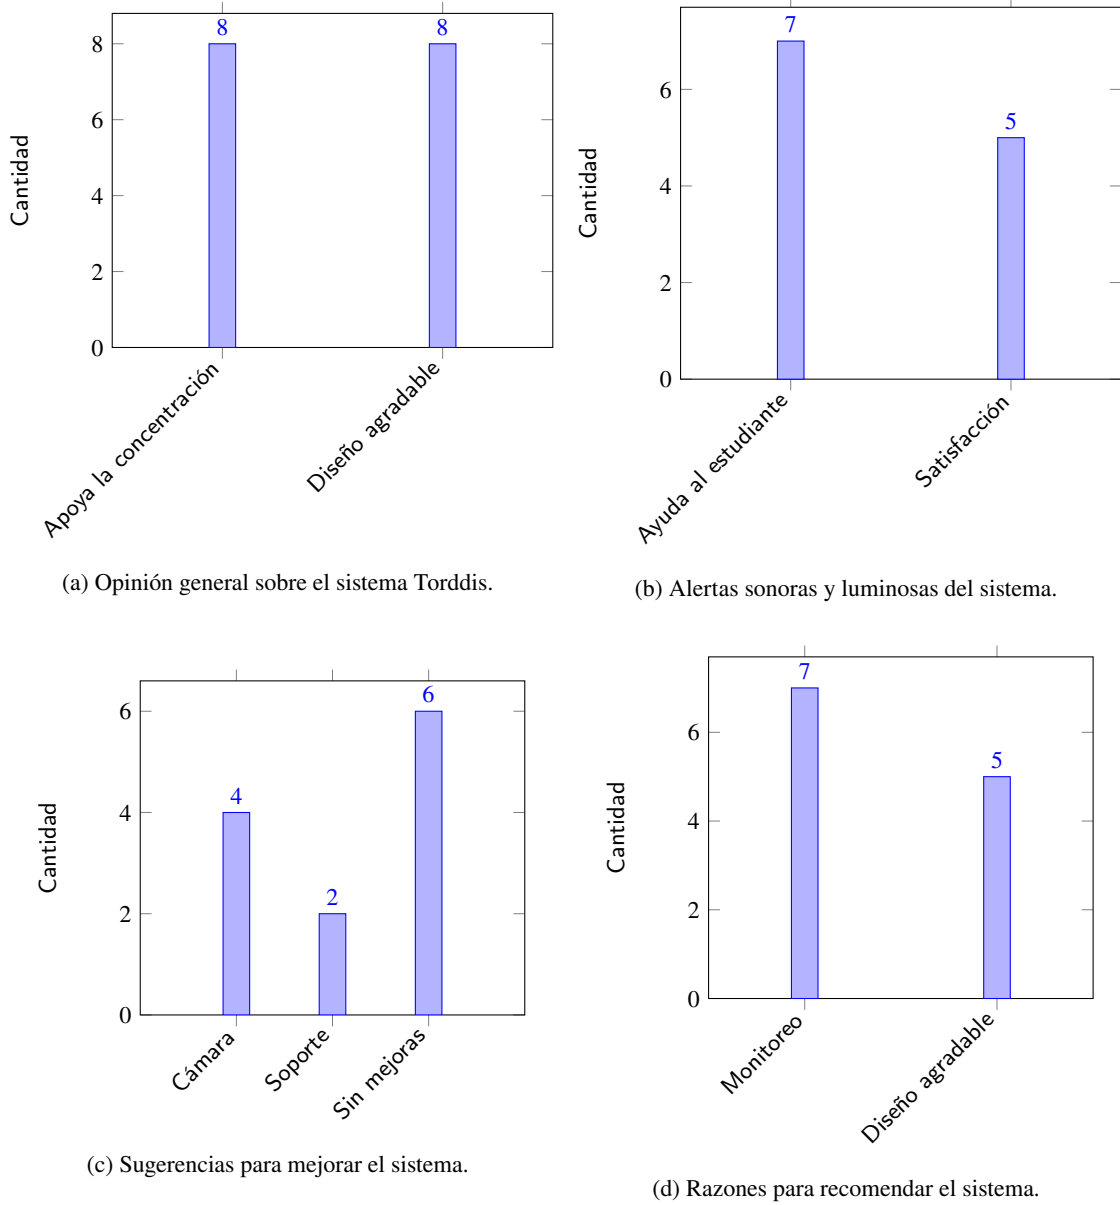 8
8
8
6
4
2
0
Cantidad
Apoya la concentración
Diseño agradable
(a) Opinión general sobre el sistema Torddis.
7
5
6
4
2
0
Cantidad
Ayuda al estudiante
Satisfacción
(b) Alertas sonoras y luminosas del sistema.
6
4
2
6
4
2
0
Cantidad
Cámara
Soporte
Sin mejoras
(c) Sugerencias para mejorar el sistema.
7
5
6
4
2
0
Cantidad
Monitoreo
Diseño agradable
(d) Razones para recomendar el sistema.